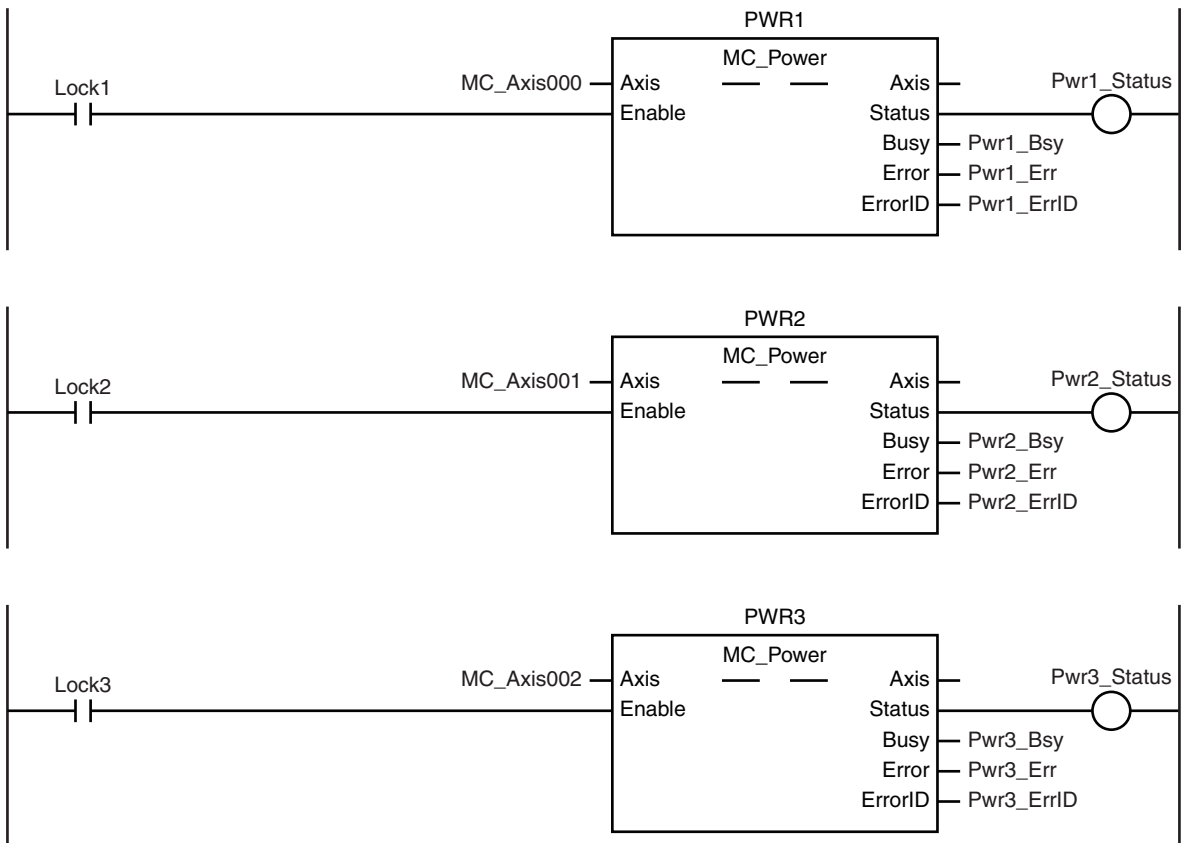 PWR1
MC_Power
Lock1
MC_Axis000
Axis
Axis
Pwr1_Status
Enable
Status
Busy
Pwr1_Bsy
Error
Pwr1_Err
ErrorID
Pwr1_ErrID
PWR2
MC_Power
Lock2
MC_Axis001
Axis
Axis
Pwr2_Status
Enable
Status
Busy
Pwr2_Bsy
Error
Pwr2_Err
ErrorID
Pwr2_ErrID
PWR3
MC_Power
Lock3
MC_Axis002
Axis
Axis
Pwr3_Status
Enable
Status
Busy
Pwr3_Bsy
Error
Pwr3_Err
ErrorID
Pwr3_ErrID